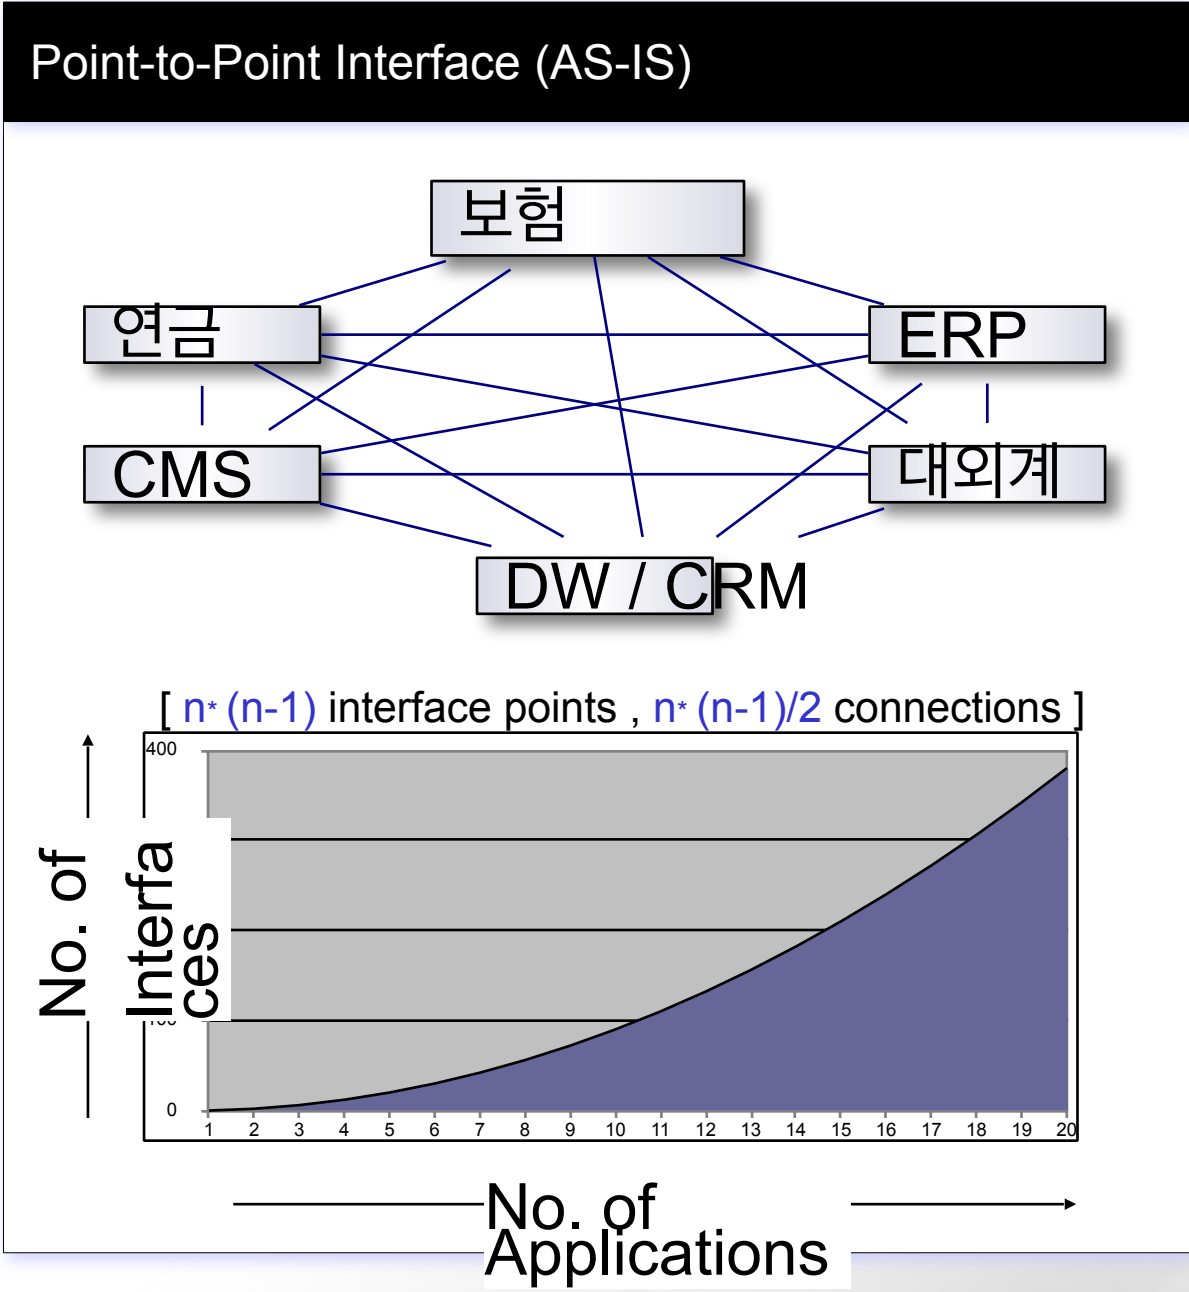 Point-to-Point Interface (AS-IS)
보험
연금
ERP
CMS
대외계
DW / CRM
[ n* (n-1) interface points , n* (n-1)/2 connections ]
400
No. of
Interfa
ces
0
1 2 3 4 5 6 7 8 9 10 11 12 13 14 15 16 17 18 19 20
No. of
Applications